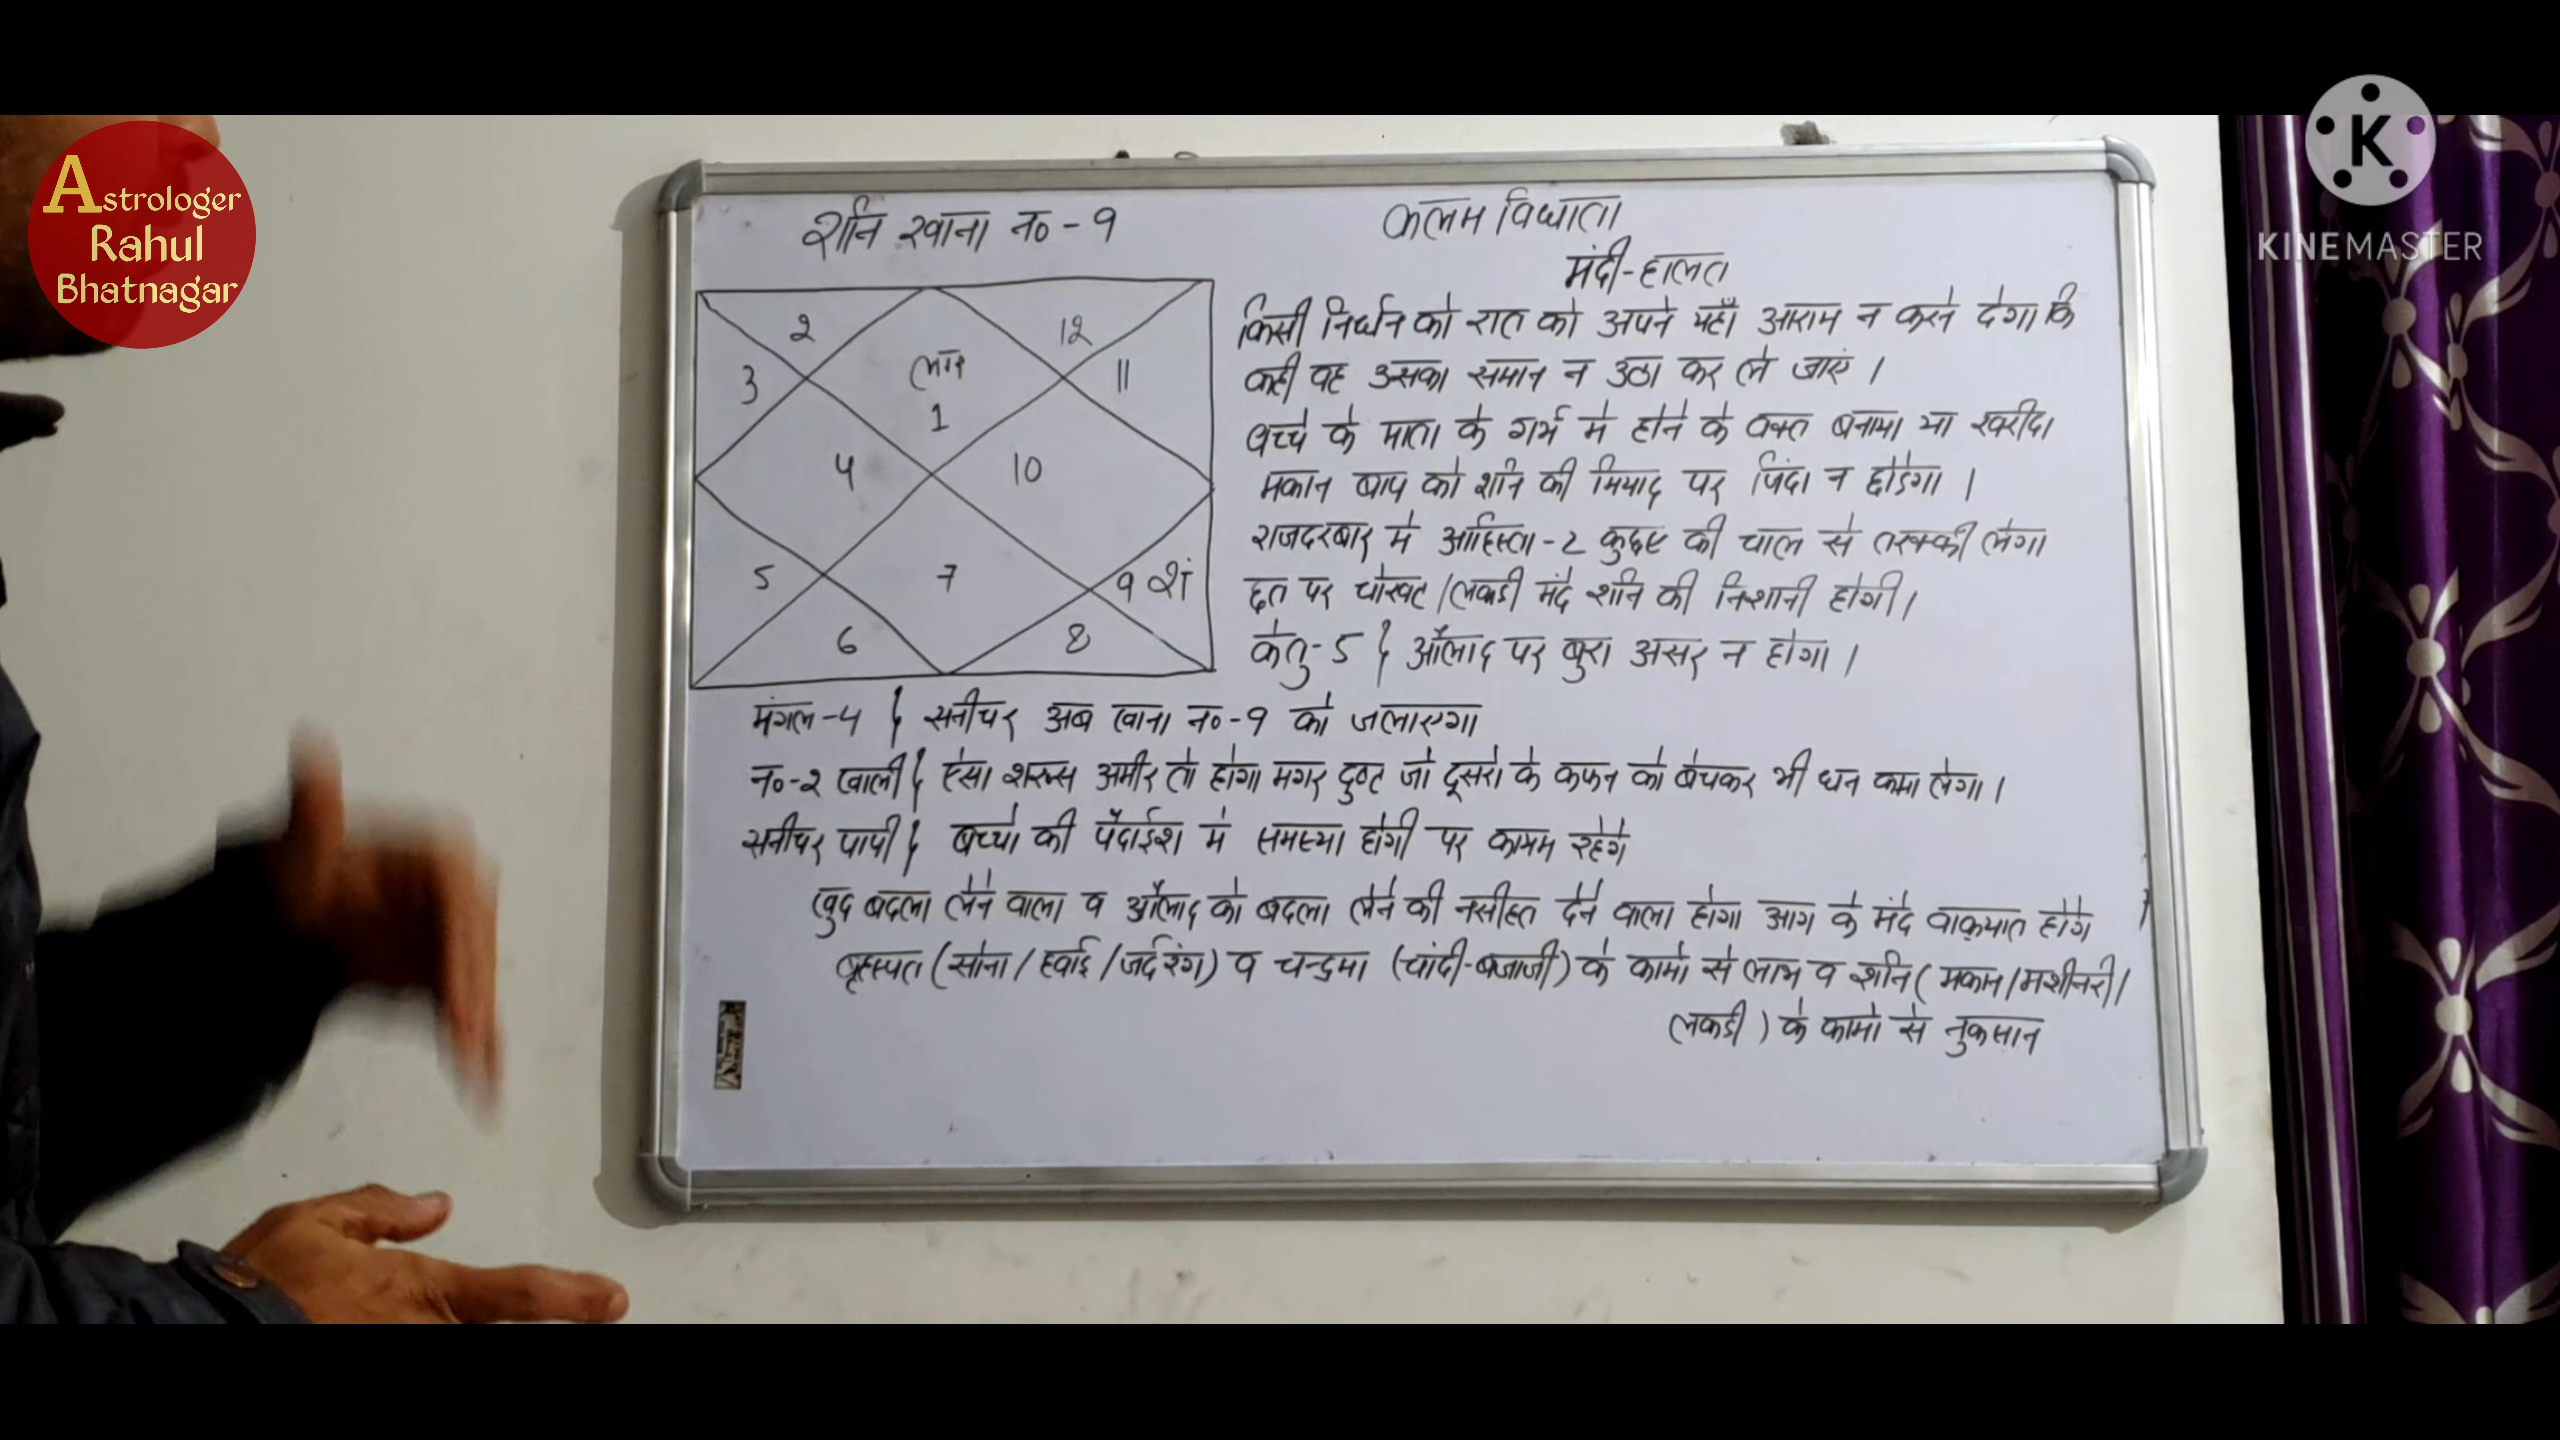 Astrologer
Rahul
Bhatnagar
KINEMASTER
शनि खाना न० - 9
कलम विधाता
मंदी-हालत
2
12
3
लग्न
11
1
4
10
5
7
9 श
6
8
किसी निर्धन को रात को अपने यहाँ आराम न करने देगा कि
कही वह उसका समान न उठा कर ले जाए ।
बच्चे के माता के गर्भ मे होने के वक्त बनाया या खरीदा
मकान बाप को शनि की मियाद पर जिंदा न छोडेगा ।
राजदरबार मे आहिस्ता-2 कछुए की चाल से तरक्की लेगा
छत पर चोखट/लकडी मंदे शनि की निशानी होगी।
केतु-5 } औलाद पर बुरा असर न होगा ।
मंगल-4 } सनीचर अब खाना न०-9 को जलाएगा
न०-2 खाली } ऐसा शख्स अमीर तो होगा मगर दुष्ट जो दूसरो के कफन को बेचकर भी धन कमा लेगा।
सनीचर पापी } बच्चो की पैदाईश मे समस्या होगी पर कायम रहेगे
खुद बदला लेने वाला व औलाद को बदला लेने की नसीहत देने वाला होगा आग के मंदे वाक़यात होगे
बृहस्पत (सोना/हवाई/जर्द रंग) व चन्द्रमा (चांदी-बजाजी) के कामो से लाभ व शनि (मकान/मशीनरी/
लकडी) के कामो से नुकसान